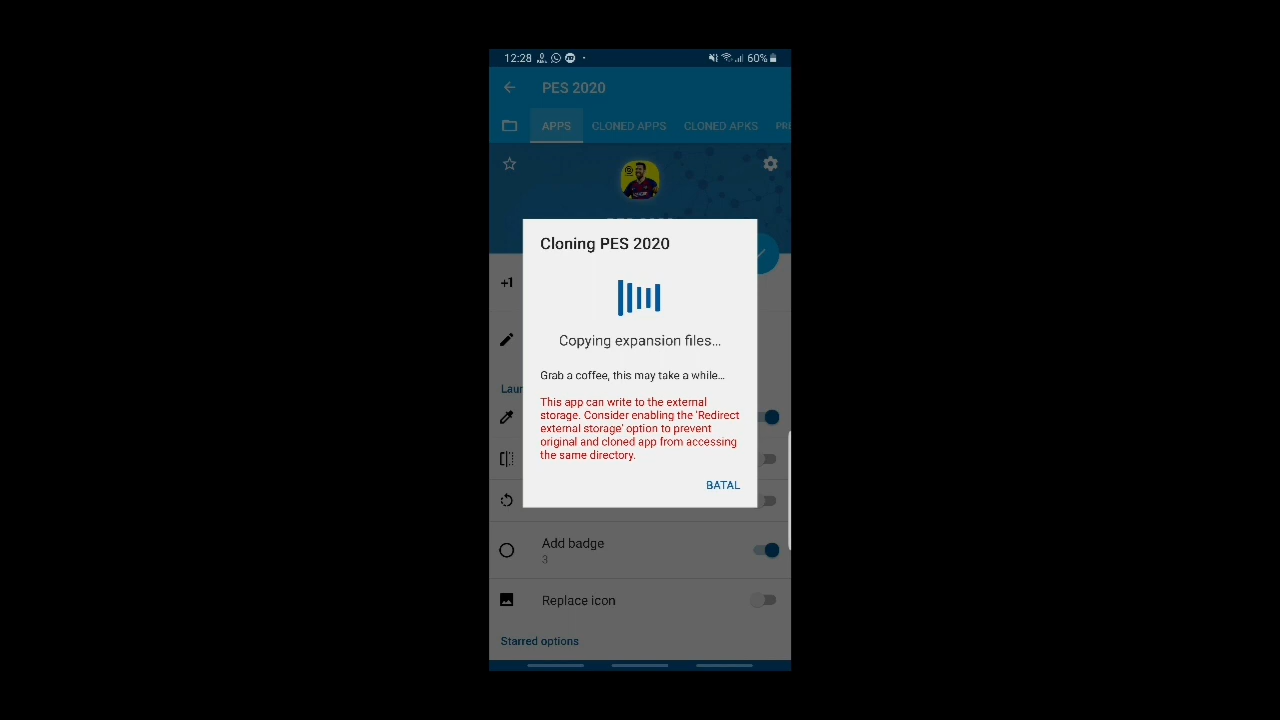 12:28
60%
PES 2020
APPS CLONED APPS CLONED APKS
Cloning PES 2020
+1
Copying expansion files...
Grab a coffee, this may take a while...
This app can write to the external
storage. Consider enabling the 'Redirect
external storage' option to prevent
original and cloned app from accessing
the same directory.
BATAL
Add badge
3
Replace icon
Starred options